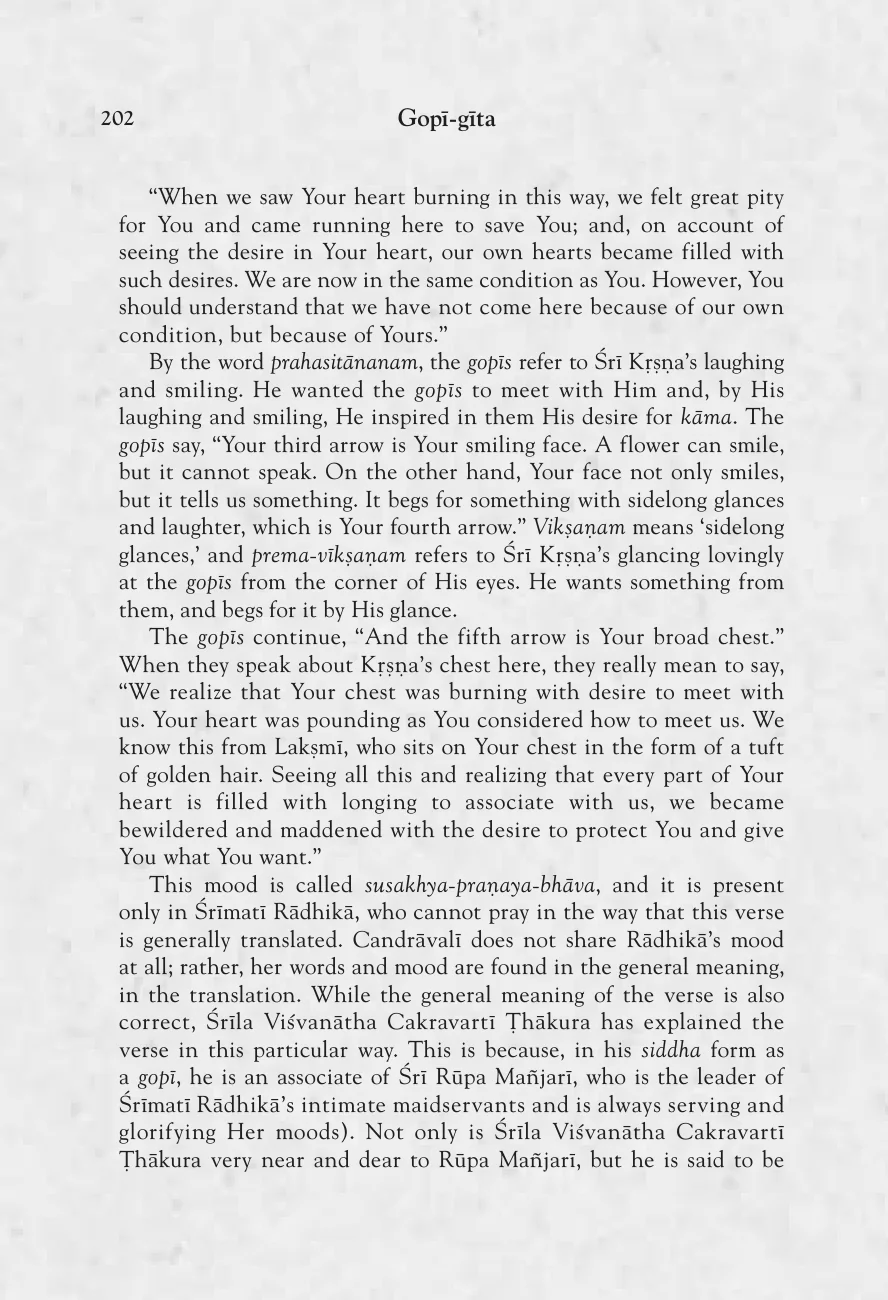 202
Gopī-gīta
“When we saw Your heart burning in this way, we felt great pity
for You and came running here to save You; and, on account of
seeing the desire in Your heart, our own hearts became filled with
such desires. We are now in the same condition as You. However, You
should understand that we have not come here because of our own
condition, but because of Yours.”
By the word prahasitānanam, the gopīs refer to Śrī Kṛṣṇa’s laughing
and smiling. He wanted the gopīs to meet with Him and, by His
laughing and smiling, He inspired in them His desire for kāma. The
gopīs say, “Your third arrow is Your smiling face. A flower can smile,
but it cannot speak. On the other hand, Your face not only smiles,
but it tells us something. It begs for something with sidelong glances
and laughter, which is Your fourth arrow.” Vikṣaṇam means ‘sidelong
glances,’ and prema-vīkṣaṇam refers to Śrī Kṛṣṇa’s glancing lovingly
at the gopīs from the corner of His eyes. He wants something from
them, and begs for it by His glance.
The gopīs continue, “And the fifth arrow is Your broad chest.”
When they speak about Kṛṣṇa’s chest here, they really mean to say,
“We realize that Your chest was burning with desire to meet with
us. Your heart was pounding as You considered how to meet us. We
know this from Lakṣmī, who sits on Your chest in the form of a tuft
of golden hair. Seeing all this and realizing that every part of Your
heart is filled with longing to associate with us, we became
bewildered and maddened with the desire to protect You and give
You what You want.”
This mood is called susakhya-praṇaya-bhāva, and it is present
only in Śrīmatī Rādhikā, who cannot pray in the way that this verse
is generally translated. Candrāvalī does not share Rādhikā’s mood
at all; rather, her words and mood are found in the general meaning,
in the translation. While the general meaning of the verse is also
correct, Śrīla Viśvanātha Cakravartī Ṭhākura has explained the
verse in this particular way. This is because, in his siddha form as
a gopī, he is an associate of Śrī Rūpa Mañjarī, who is the leader of
Śrīmatī Rādhikā’s intimate maidservants and is always serving and
glorifying Her moods). Not only is Śrīla Viśvanātha Cakravartī
Ṭhākura very near and dear to Rūpa Mañjarī, but he is said to be